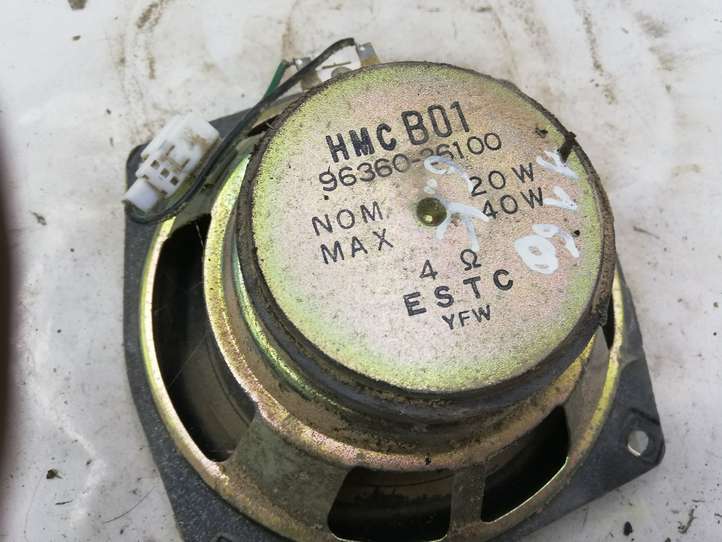 HMC B01
96360-26100
NOM 20W
MAX 40W
4 Ω
ESTC
YFW